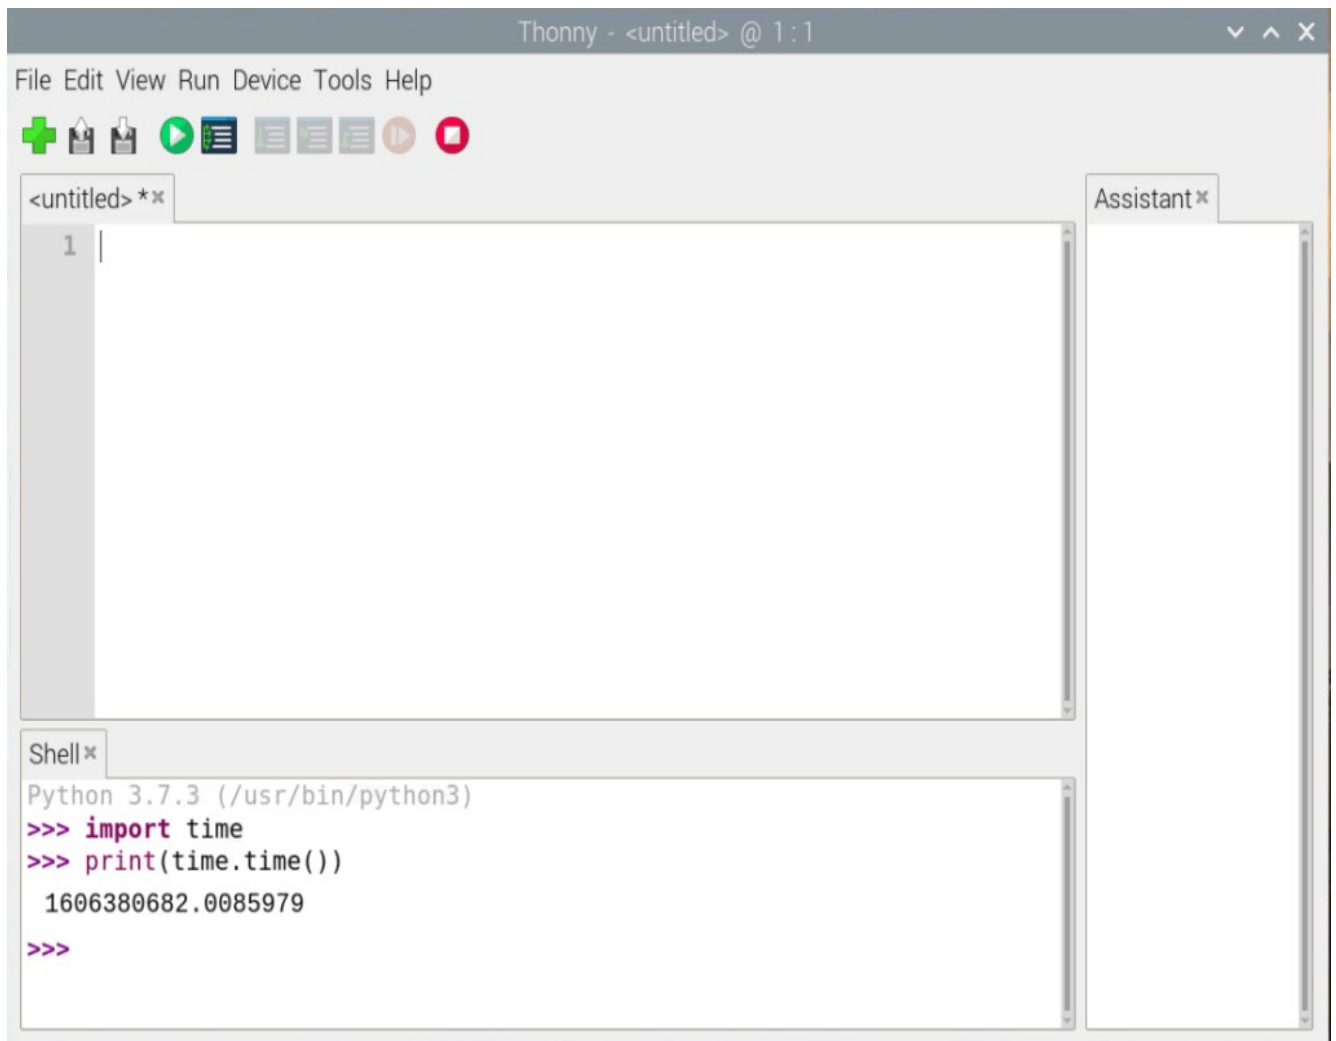 Thonny - <untitled> @ 1 : 1
File Edit View Run Device Tools Help
<untitled> *
Assistant
1
Shell
Python 3.7.3 (/usr/bin/python3)
>>> import time
>>> print(time.time())
1606380682.0085979
>>>